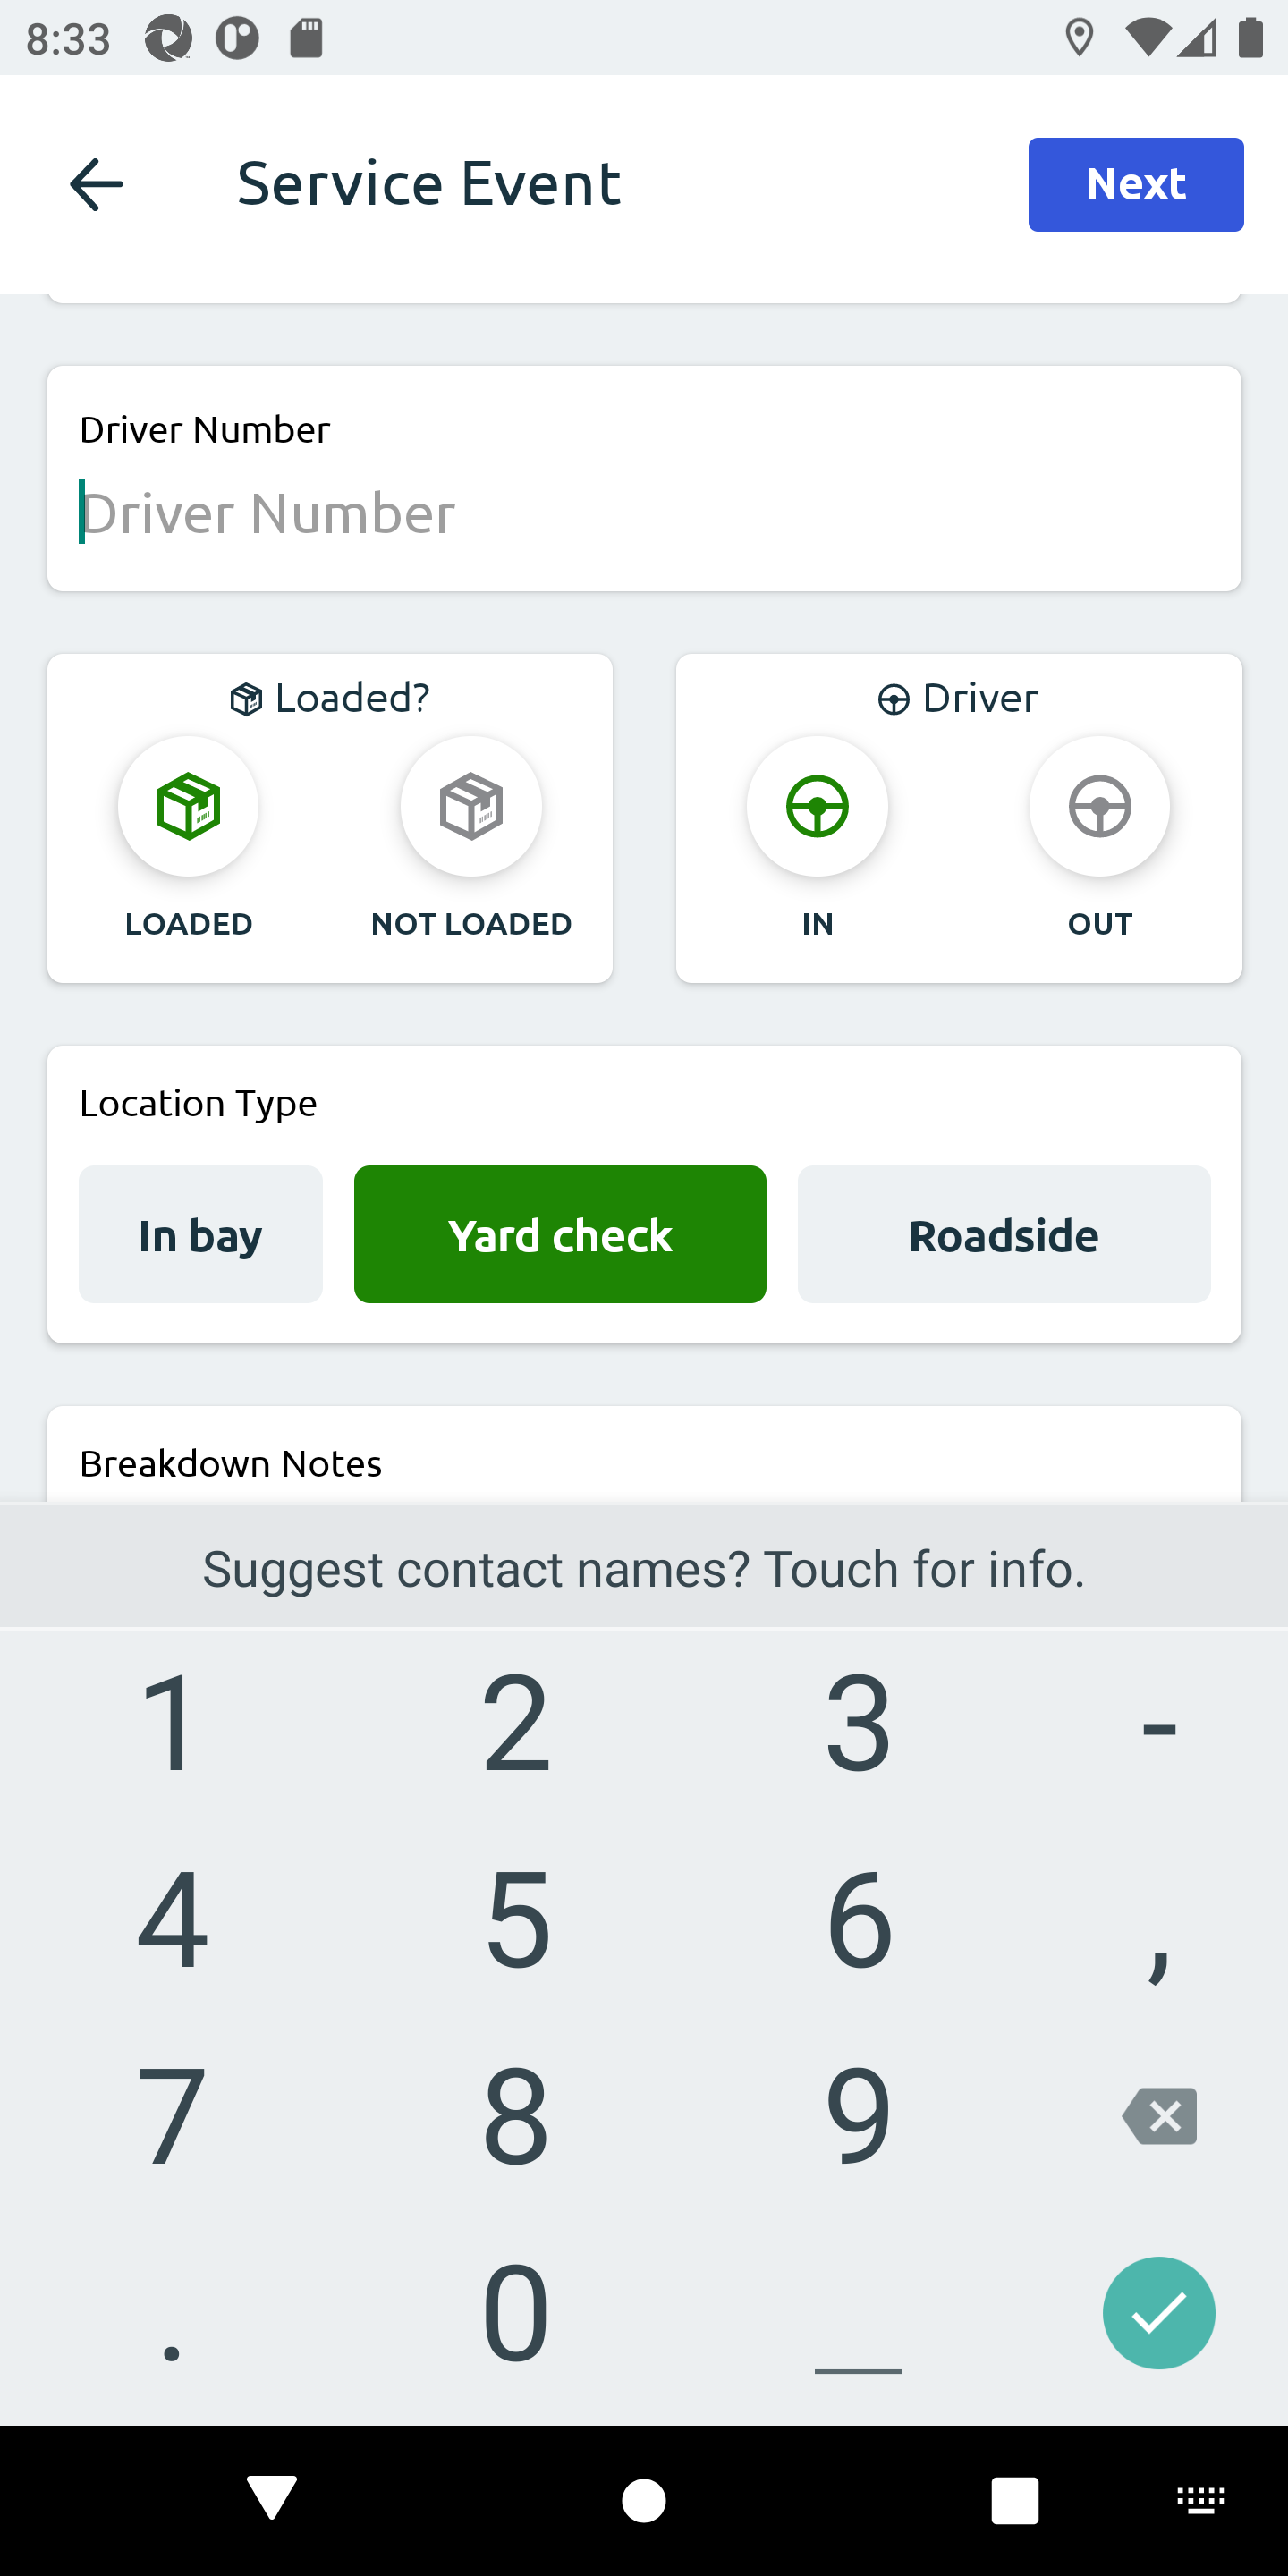 8:33
Service Event
Next
Driver Number
Driver Number
Loaded?
Driver
LOADED
NOT LOADED
IN
OUT
Location Type
In bay
Yard check
Roadside
Breakdown Notes
Suggest contact names? Touch for info.
1 2 3 -
4 5 6 ,
7 8 9
. 0